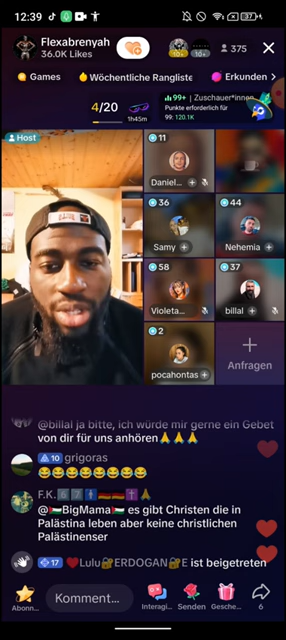 12:39
37
Flexabrenyah
36.0K Likes
375
Games
Wöchentliche Rangliste
Erkunden
4/20
1h45m
99+ | Zuschauer*innen
Punkte erforderlich für
99: 120.1K
Host
11
Daniel...
36
Samy
44
Nehemia
58
Violeta...
37
billal
2
pocahontas
Anfragen
@billal ja bitte, ich würde mir gerne ein Gebet
von dir für uns anhören🙏🙏🙏
10 grigoras
😂😂😂😂😂😂😂😂
F.K.
@🇵🇸BigMama🇵🇸 es gibt Christen die in
Palästina leben aber keine christlichen
Palästinenser
17 ❤️Lulu🔐ERDOGAN🔐E ist beigetreten
Abonn...
Kommen...
Interagi...
Senden
Gesche...
6